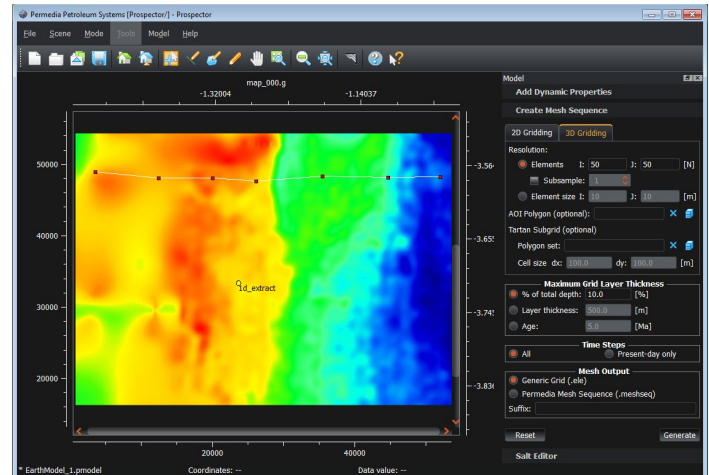 Permedia Petroleum Systems [Prospector/] - Prospector
File Scene Mode Tools Model Help
map_000.g
-1.32004 -1.14037
50000
40000
30000
20000
-3.56
-3.65
-3.74
-3.83
1d_extract
20000 40000
* EarthModel_1.pmodel Coordinates: -- Data value: --
Model
Add Dynamic Properties
Create Mesh Sequence
2D Gridding 3D Gridding
Resolution:
Elements I: 50 J: 50 [N]
Subsample: 1
Element size I: 10 J: 10 [m]
AOI Polygon (optional):
Tartan Subgrid (optional)
Polygon set:
Cell size dx: 100.0 dy: 100.0 [m]
Maximum Grid Layer Thickness
% of total depth: 10.0 [%]
Layer thickness: 500.0 [m]
Age: 5.0 [Ma]
Time Steps
All Present-day only
Mesh Output
Generic Grid (.ele)
Permedia Mesh Sequence (.meshseq)
Suffix:
Reset Generate
Salt Editor